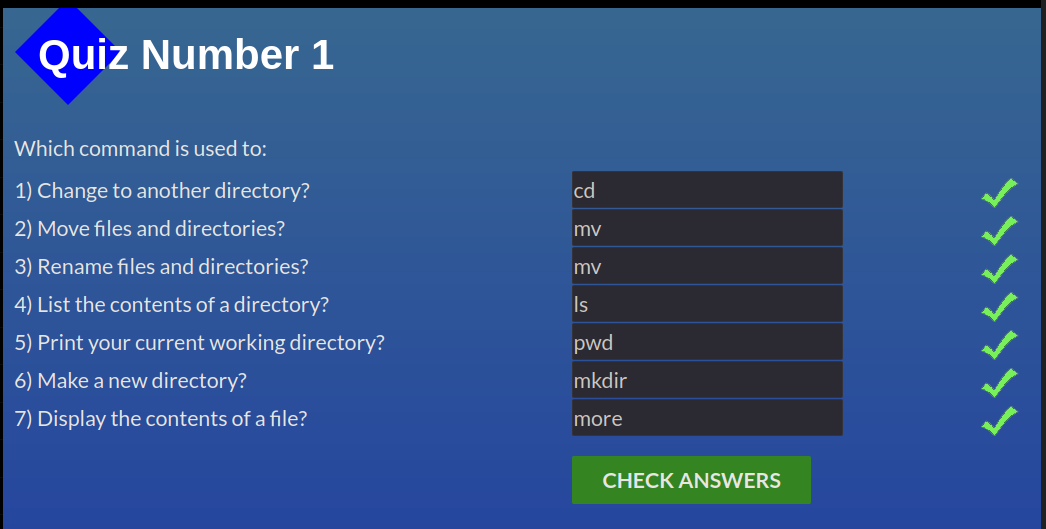 Quiz Number 1
Which command is used to:
1) Change to another directory? cd
2) Move files and directories? mv
3) Rename files and directories? mv
4) List the contents of a directory? ls
5) Print your current working directory? pwd
6) Make a new directory? mkdir
7) Display the contents of a file? more
CHECK ANSWERS